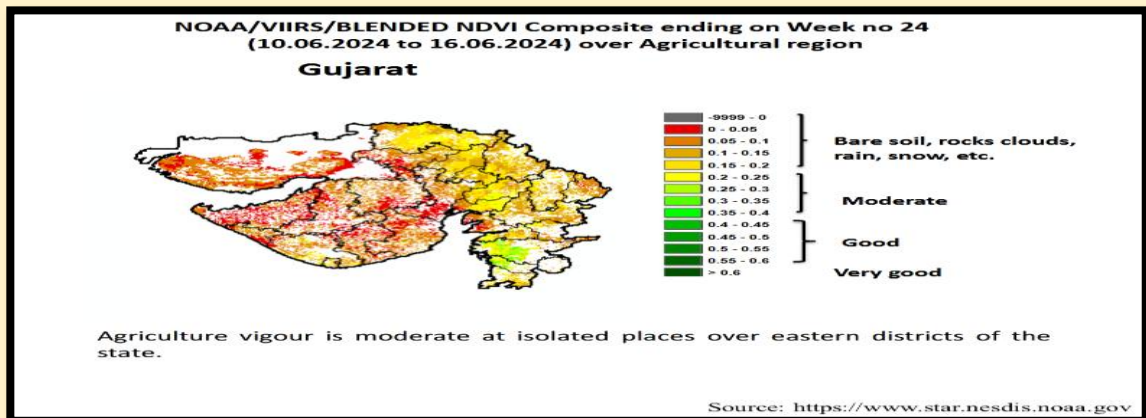 NOAA/VIIRS/BLENDED NDVI Composite ending on Week no 24
(10.06.2024 to 16.06.2024) over Agricultural region
Gujarat
-9999 - 0
0 - 0.05
0.05 - 0.1
0.1 - 0.15
0.15 - 0.2
0.2 - 0.25
0.25 - 0.3
0.3 - 0.35
0.35 - 0.4
0.4 - 0.45
0.45 - 0.5
0.5 - 0.55
0.55 - 0.6
> 0.6
Bare soil, rocks clouds,
rain, snow, etc.
Moderate
Good
Very good
Agriculture vigour is moderate at isolated places over eastern districts of the
state.
Source: https://www.star.nesdis.noaa.gov